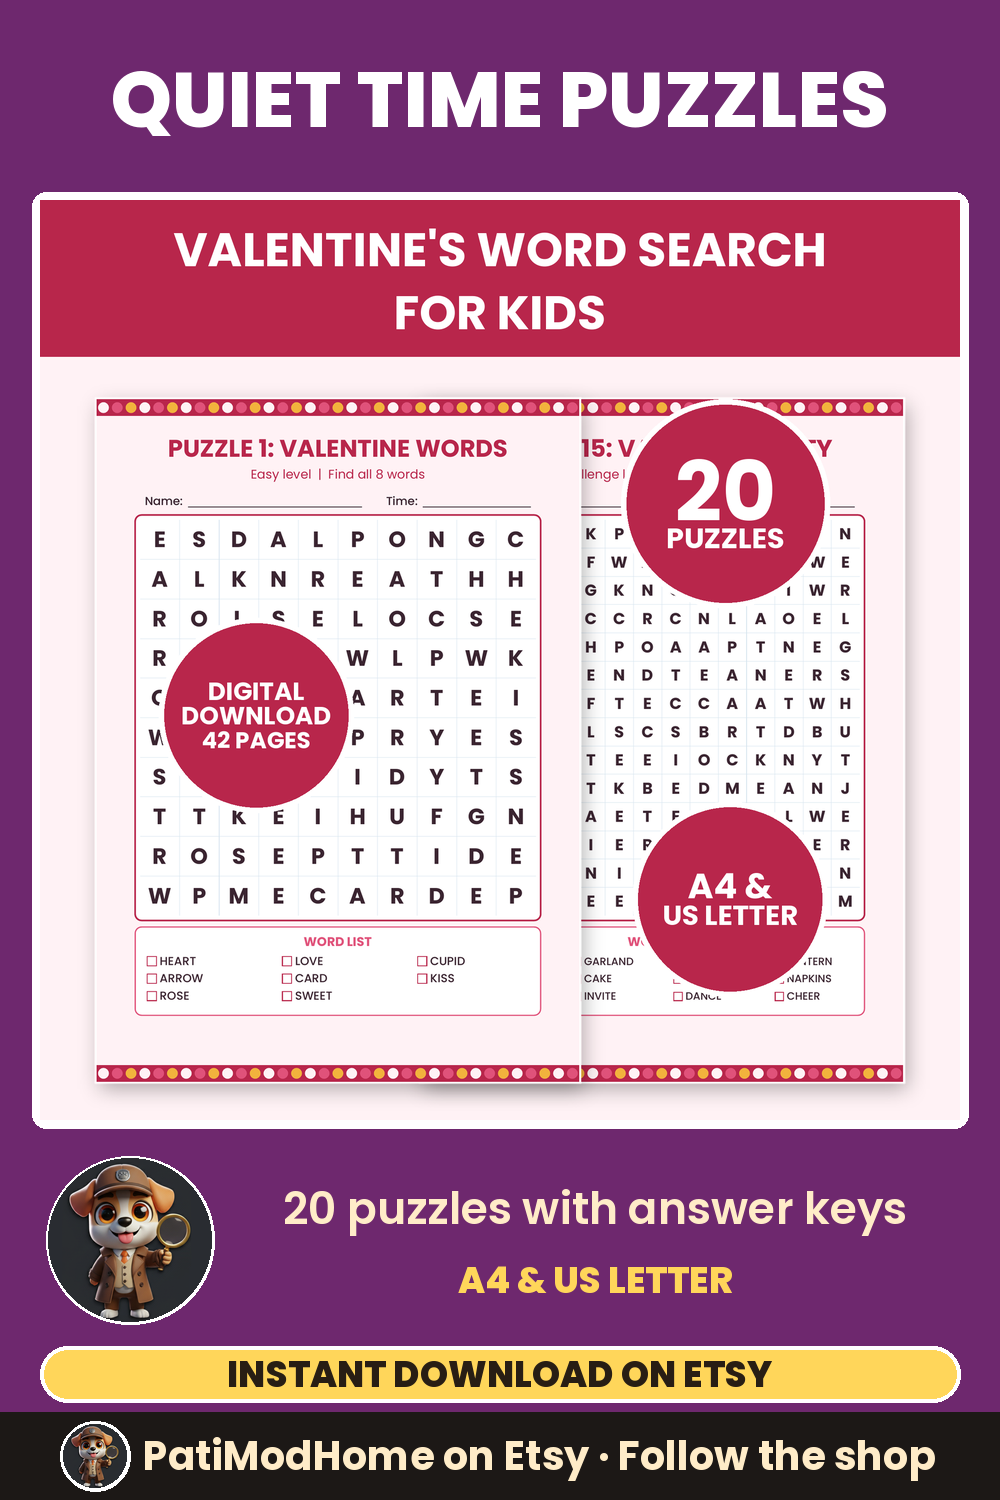 QUIET TIME PUZZLES
VALENTINE'S WORD SEARCH
FOR KIDS
PUZZLE 1: VALENTINE WORDS
Easy level | Find all 8 words
Name:
Time:
E S D A L P O N G C
A L K N R E A T H H
R O E L O C S E
R W L P W K
A R T E I
P R Y E S
S I D Y T S
T T K E I H U F G N
R O S E P T T I D E
W P M E C A R D E P
WORD LIST
HEART LOVE CUPID
ARROW CARD KISS
ROSE SWEET
DIGITAL
DOWNLOAD
42 PAGES
15:
K P N
F W W E
G K N W R
C C R C N L A O E L
H P O A A P T N E G
E N D T E A N E R S
F T E C C A A T W H
L S C S B R T D B U
T E E I O C K N Y T
T K B E D M E A N J
A E T W E
I E E R
N I N
E E M
GARLAND
CAKE NAPKINS
INVITE DANCE CHEER
20
PUZZLES
A4 &
US LETTER
20 puzzles with answer keys
A4 & US LETTER
INSTANT DOWNLOAD ON ETSY
PatiModHome on Etsy · Follow the shop